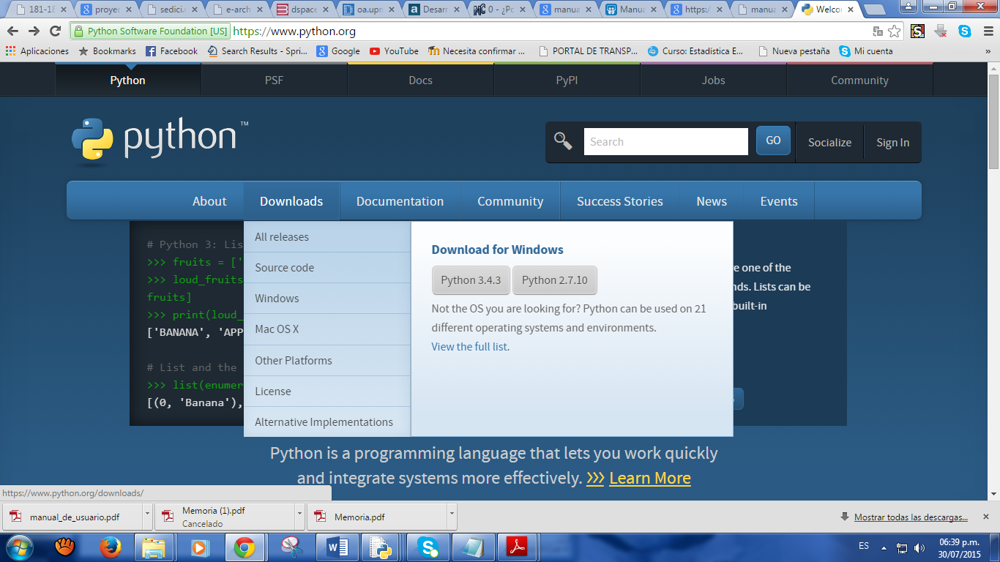 181-18
proye
sedici.
e-arch
dspace
oa.upn
Desarr
0 - ¿Po
manua
Manua
https:/
manua
Welco
Python Software Foundation [US]
https://www.python.org
Aplicaciones
Bookmarks
Facebook
Search Results - Spri...
Google
YouTube
Necesita confirmar ...
PORTAL DE TRANSP...
Curso: Estadística E...
Nueva pestaña
Mi cuenta
»
Python
PSF
Docs
PyPI
Jobs
Community
python™
Search
GO
Socialize
Sign In
About
Downloads
Documentation
Community
Success Stories
News
Events
# Python 3: Lis
>>> fruits = ['
>>> loud_fruits
fruits]
>>> print(loud_
['BANANA', 'APP
# List and the
>>> list(enumer
[(0, 'Banana'),
All releases
Source code
Windows
Mac OS X
Other Platforms
License
Alternative Implementations
Download for Windows
Python 3.4.3
Python 2.7.10
Not the OS you are looking for? Python can be used on 21
different operating systems and environments.
View the full list.
e one of the
nds. Lists can be
built-in
Python is a programming language that lets you work quickly
and integrate systems more effectively. >>> Learn More
https://www.python.org/downloads/
manual_de_usuario.pdf
Memoria (1).pdf
Cancelado
Memoria.pdf
Mostrar todas las descargas...
ES
06:39 p.m.
30/07/2015